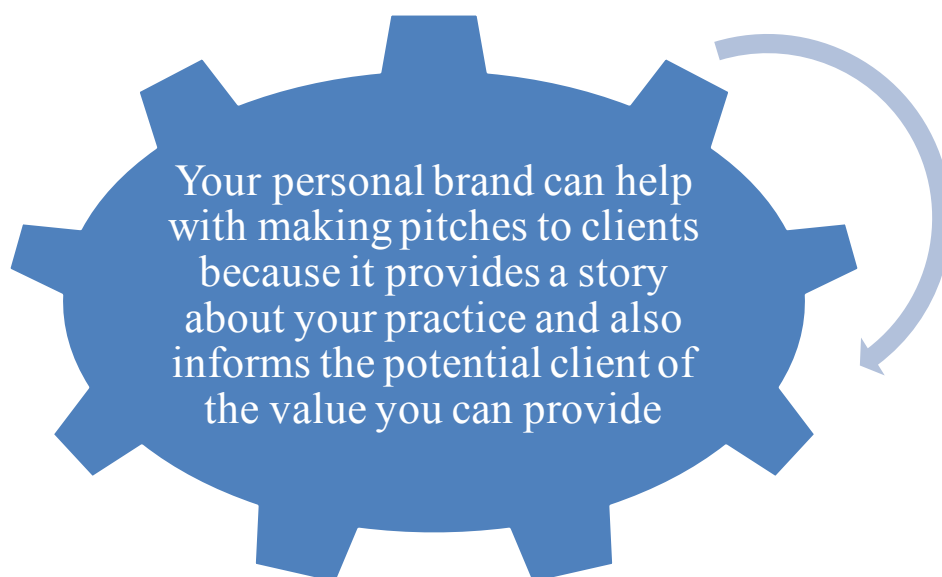 Your personal brand can help
with making pitches to clients
because it provides a story
about your practice and also
informs the potential client of
the value you can provide